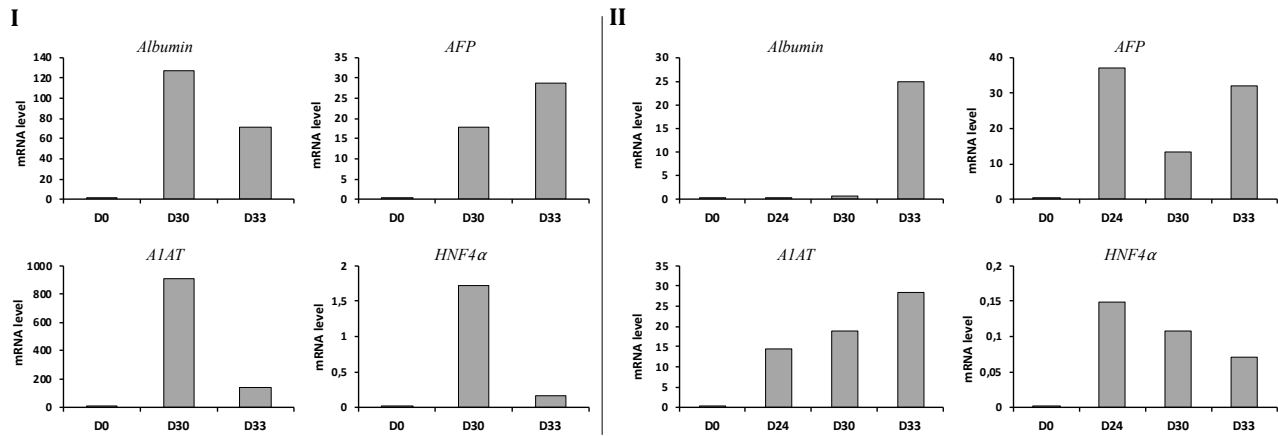 I
Albumin
mRNA level
140
120
100
80
60
40
20
0
D0 D30 D33
AFP
mRNA level
35
30
25
20
15
10
5
0
D0 D30 D33
A1AT
mRNA level
1000
800
600
400
200
0
D0 D30 D33
HNF4α
mRNA level
2
1,5
1
0,5
0
D0 D30 D33
II
Albumin
mRNA level
30
25
20
15
10
5
0
D0 D24 D30 D33
AFP
mRNA level
40
30
20
10
0
D0 D24 D30 D33
A1AT
mRNA level
35
30
25
20
15
10
5
0
D0 D24 D30 D33
HNF4α
mRNA level
0,2
0,15
0,1
0,05
0
D0 D24 D30 D33